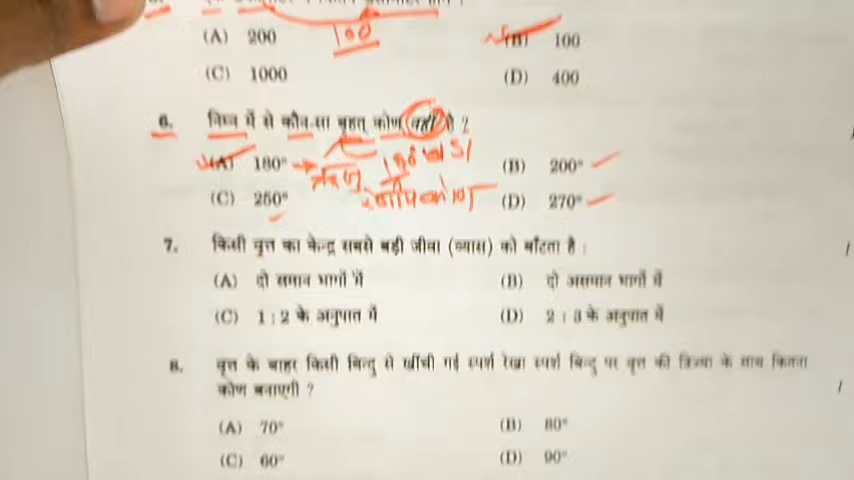 (A) 200 100 (B) 100
(C) 1000 (D) 400
6. निम्न में से कौन-सा बृहत् कोण नहीं है ?
(A) 180° (B) 200°
(C) 250° (D) 270°
7. किसी वृत्त का केन्द्र सबसे बड़ी जीवा (व्यास) को बाँटता है :
(A) दो समान भागों में (B) दो असमान भागों में
(C) 1 : 2 के अनुपात में (D) 2 : 3 के अनुपात में
8. वृत्त के बाहर किसी बिन्दु से खींची गई स्पर्श रेखा स्पर्श बिन्दु पर वृत्त की त्रिज्या के साथ कितना
कोण बनाएगी ?
(A) 70° (B) 80°
(C) 60° (D) 90°